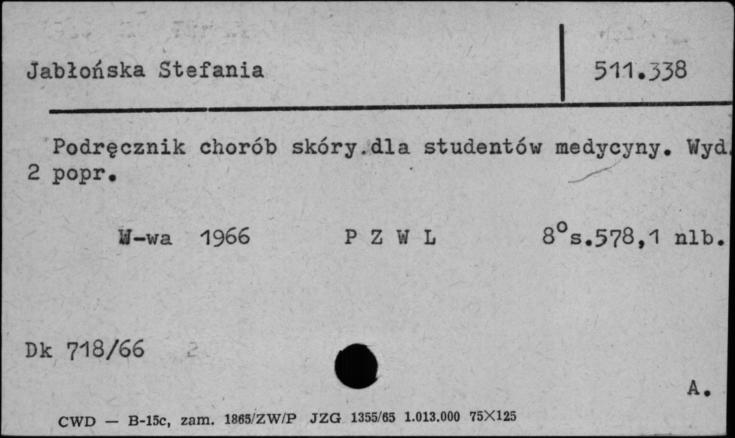 Jabłońska Stefania 511.338
Podręcznik chorób skóry.dla studentów medycyny. Wyd.
2 popr.
W-wa 1966 P Z W L 8°s.578,1 nlb.
Dk 718/66 2
A.
CWD — B-15c, zam. 1865/ZW/P JZG 1355/65 1.013.000 75X125